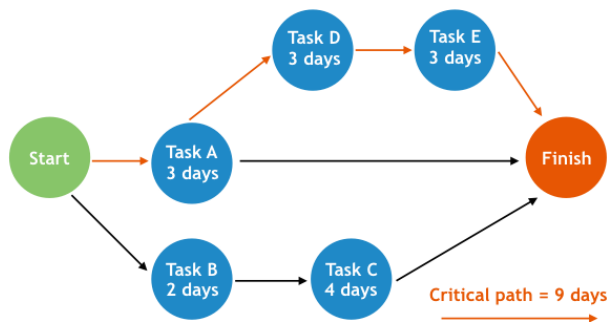 Task D
3 days
Task E
3 days
Start
Task A
3 days
Finish
Task B
2 days
Task C
4 days
Critical path = 9 days